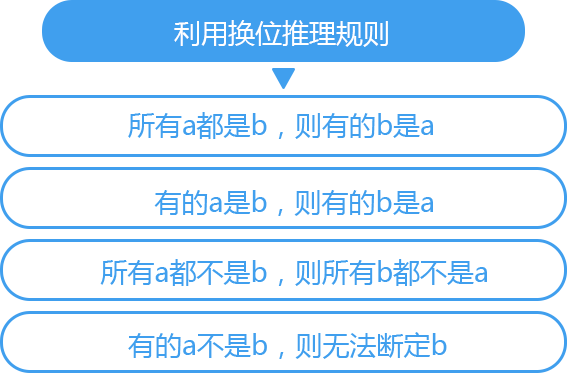 利用换位推理规则
所有a都是b，则有的b是a
有的a是b，则有的b是a
所有a都不是b，则所有b都不是a
有的a不是b，则无法断定b